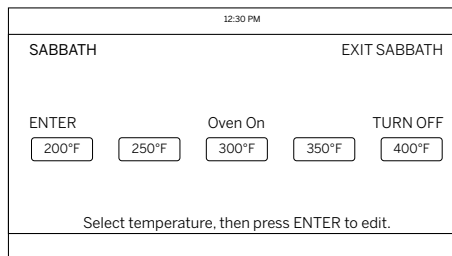 12:30 PM
SABBATH EXIT SABBATH
ENTER Oven On TURN OFF
200°F 250°F 300°F 350°F 400°F
Select temperature, then press ENTER to edit.